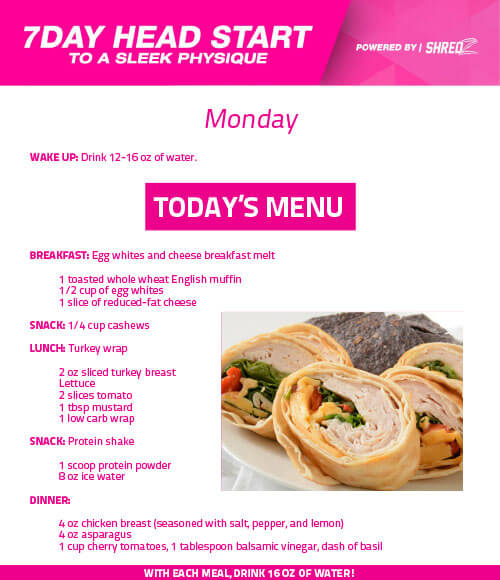 7DAY HEAD START
TO A SLEEK PHYSIQUE
POWERED BY | SHREDZ
Monday
WAKE UP: Drink 12-16 oz of water.
TODAY'S MENU
BREAKFAST: Egg whites and cheese breakfast melt
1 toasted whole wheat English muffin
1/2 cup of egg whites
1 slice of reduced-fat cheese
SNACK: 1/4 cup cashews
LUNCH: Turkey wrap
2 oz sliced turkey breast
Lettuce
2 slices tomato
1 tbsp mustard
1 low carb wrap
SNACK: Protein shake
1 scoop protein powder
8 oz ice water
DINNER:
4 oz chicken breast (seasoned with salt, pepper, and lemon)
4 oz asparagus
1 cup cherry tomatoes, 1 tablespoon balsamic vinegar, dash of basil
WITH EACH MEAL, DRINK 16 OZ OF WATER!